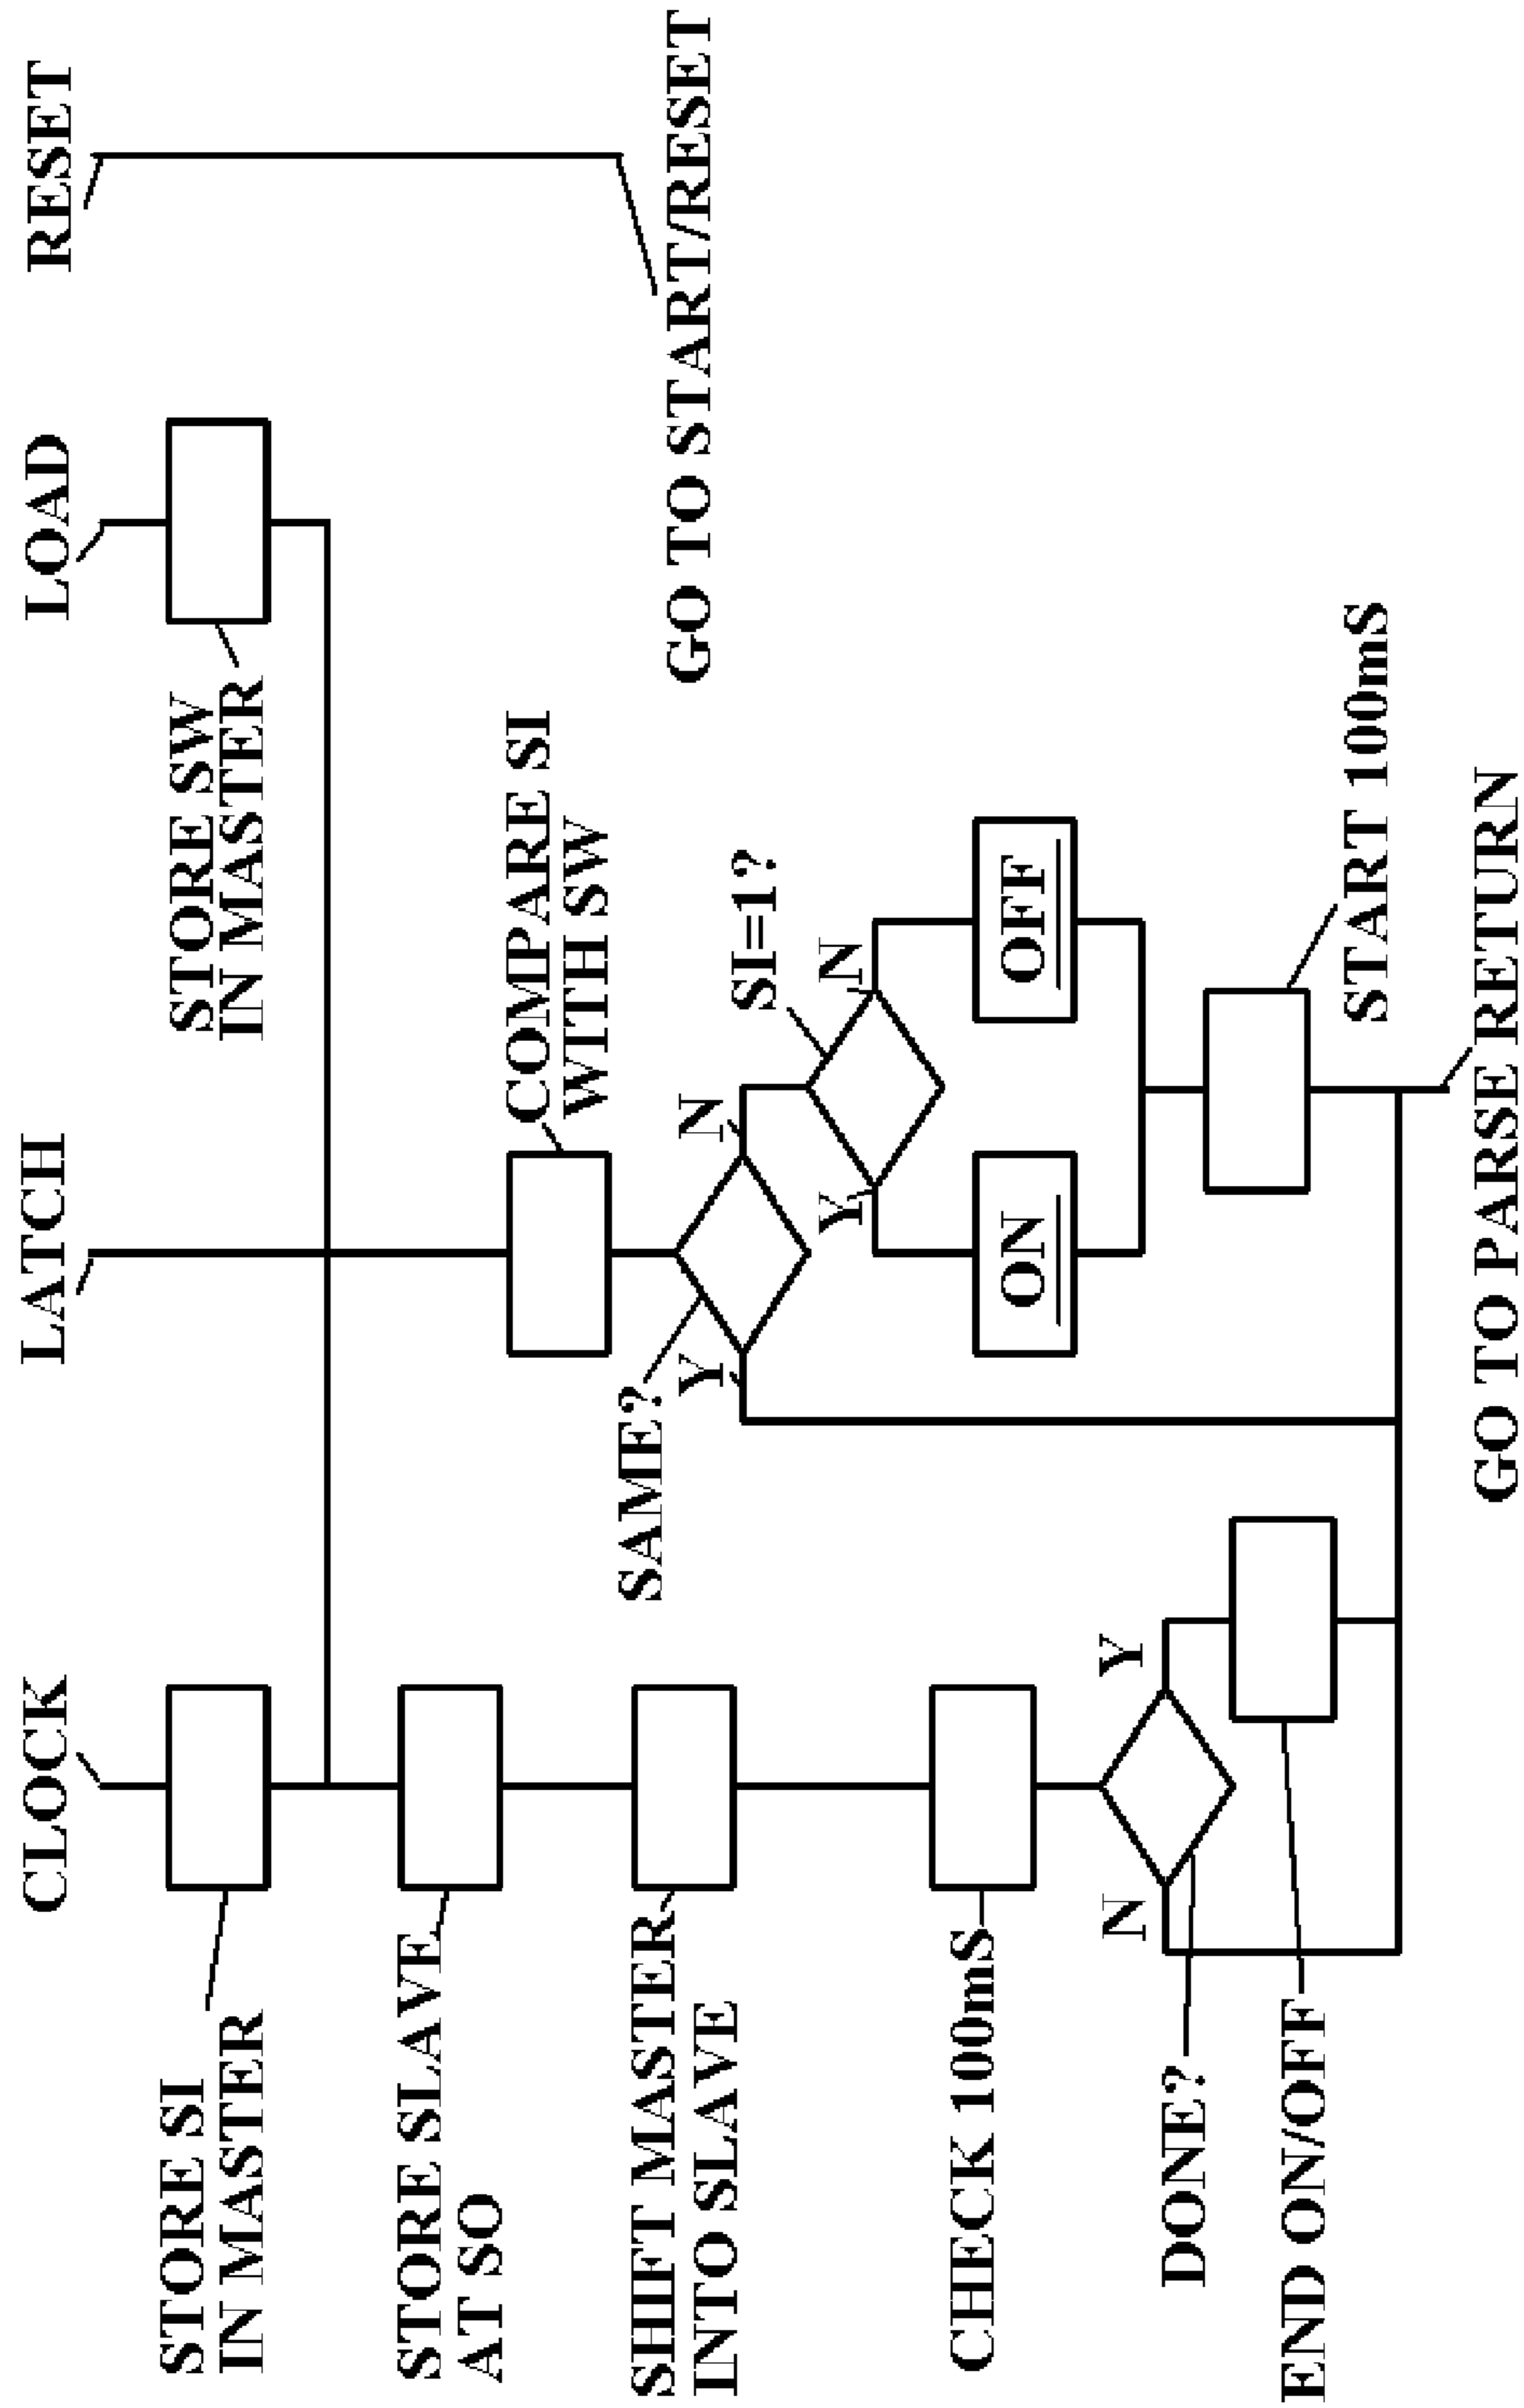 CLOCK
LATCH
LOAD
RESET
STORE SI
IN MASTER
STORE SW
IN MASTER
STORE SLAVE
AT SO
COMPARE SI
WITH SW
SHIFT MASTER
INTO SLAVE
SAME?
Y
N
GO TO START/RESET
SI=1?
Y
N
CHECK 100mS
ON
OFF
N
Y
DONE?
END ON/OFF
START 100mS
GO TO PARSE RETURN